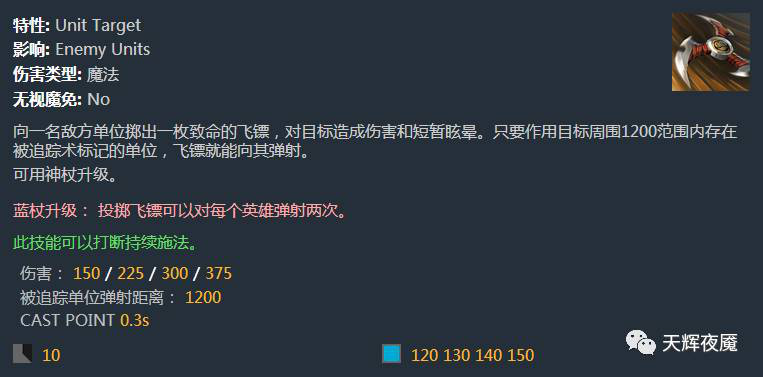 特性: Unit Target
影响: Enemy Units
伤害类型: 魔法
无视魔免: No
向一名敌方单位掷出一枚致命的飞镖，对目标造成伤害和短暂眩晕。只要作用目标周围1200范围内存在
被追踪术标记的单位，飞镖就能向其弹射。
可用神杖升级。
蓝杖升级： 投掷飞镖可以对每个英雄弹射两次。
此技能可以打断持续施法。
伤害： 150 / 225 / 300 / 375
被追踪单位弹射距离： 1200
CAST POINT 0.3s
10
120 130 140 150
天辉夜魇